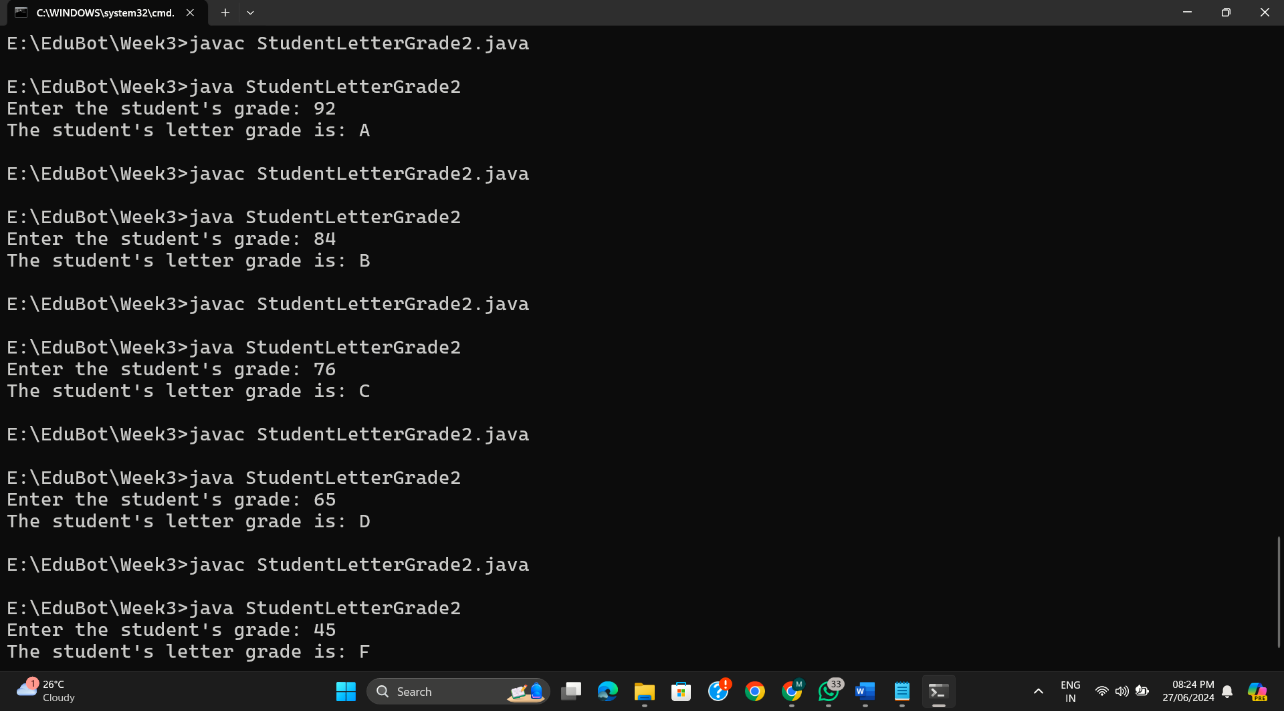 C:\WINDOWS\system32\cmd.
E:\EduBot\Week3>javac StudentLetterGrade2.java
E:\EduBot\Week3>java StudentLetterGrade2
Enter the student's grade: 92
The student's letter grade is: A
E:\EduBot\Week3>javac StudentLetterGrade2.java
E:\EduBot\Week3>java StudentLetterGrade2
Enter the student's grade: 84
The student's letter grade is: B
E:\EduBot\Week3>javac StudentLetterGrade2.java
E:\EduBot\Week3>java StudentLetterGrade2
Enter the student's grade: 76
The student's letter grade is: C
E:\EduBot\Week3>javac StudentLetterGrade2.java
E:\EduBot\Week3>java StudentLetterGrade2
Enter the student's grade: 65
The student's letter grade is: D
E:\EduBot\Week3>javac StudentLetterGrade2.java
E:\EduBot\Week3>java StudentLetterGrade2
Enter the student's grade: 45
The student's letter grade is: F
1
26°C
Cloudy
Search
M
33
W
ENG
IN
08:24 PM
27/06/2024
PRE